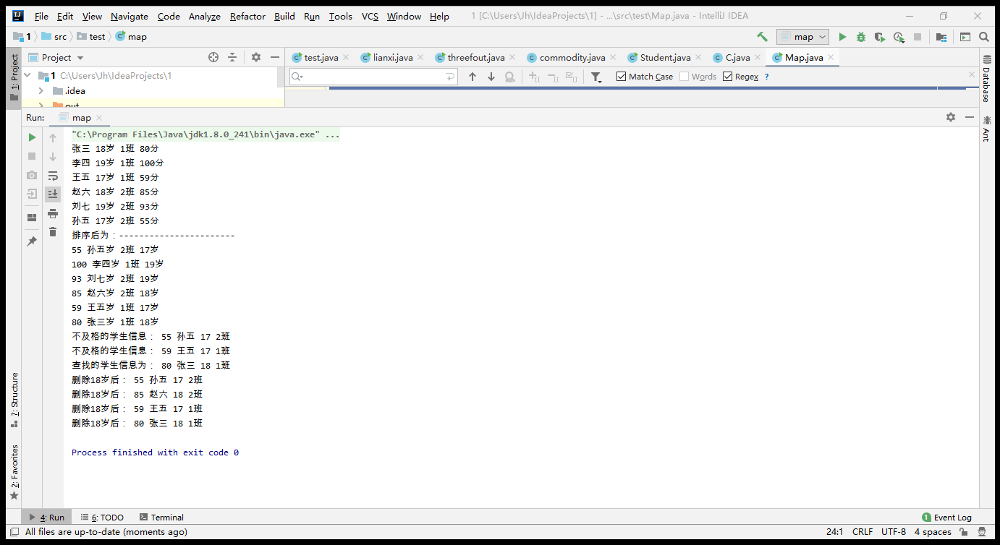 File Edit View Navigate Code Analyze Refactor Build Run Tools VCS Window Help 1 [C:\Users\Jh\IdeaProjects\1] - ...\src\test\Map.java - IntelliJ IDEA
1 src test map map
1: Project
Project
test.java lianxi.java threefout.java commodity.java Student.java C.java Map.java
1 C:\Users\Jh\IdeaProjects\1
Match Case Words Regex ?
.idea
out
Database
Ant
Run: map
"C:\Program Files\Java\jdk1.8.0_241\bin\java.exe" ...
张三 18岁 1班 80分
李四 19岁 1班 100分
王五 17岁 1班 59分
赵六 18岁 2班 85分
刘七 19岁 2班 93分
孙五 17岁 2班 55分
排序后为：-----------------------
55 孙五岁 2班 17岁
100 李四岁 1班 19岁
93 刘七岁 2班 19岁
85 赵六岁 2班 18岁
59 王五岁 1班 17岁
80 张三岁 1班 18岁
不及格的学生信息： 55 孙五 17 2班
不及格的学生信息： 59 王五 17 1班
查找的学生信息为： 80 张三 18 1班
删除18岁后： 55 孙五 17 2班
删除18岁后： 85 赵六 18 2班
删除18岁后： 59 王五 17 1班
删除18岁后： 80 张三 18 1班
Process finished with exit code 0
7: Structure
2: Favorites
4: Run 6: TODO Terminal 1 Event Log
All files are up-to-date (moments ago) 24:1 CRLF UTF-8 4 spaces